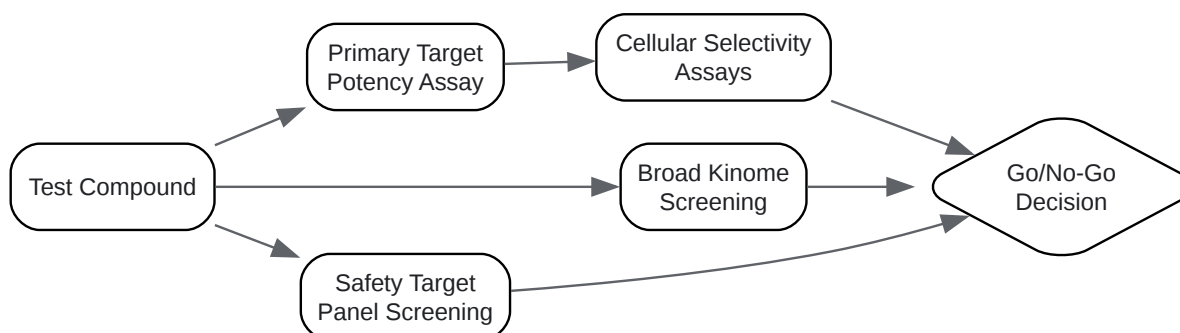 Primary Target
Potency Assay
Cellular Selectivity
Assays
Test Compound
Broad Kinome
Screening
Go/No-Go
Decision
Safety Target
Panel Screening